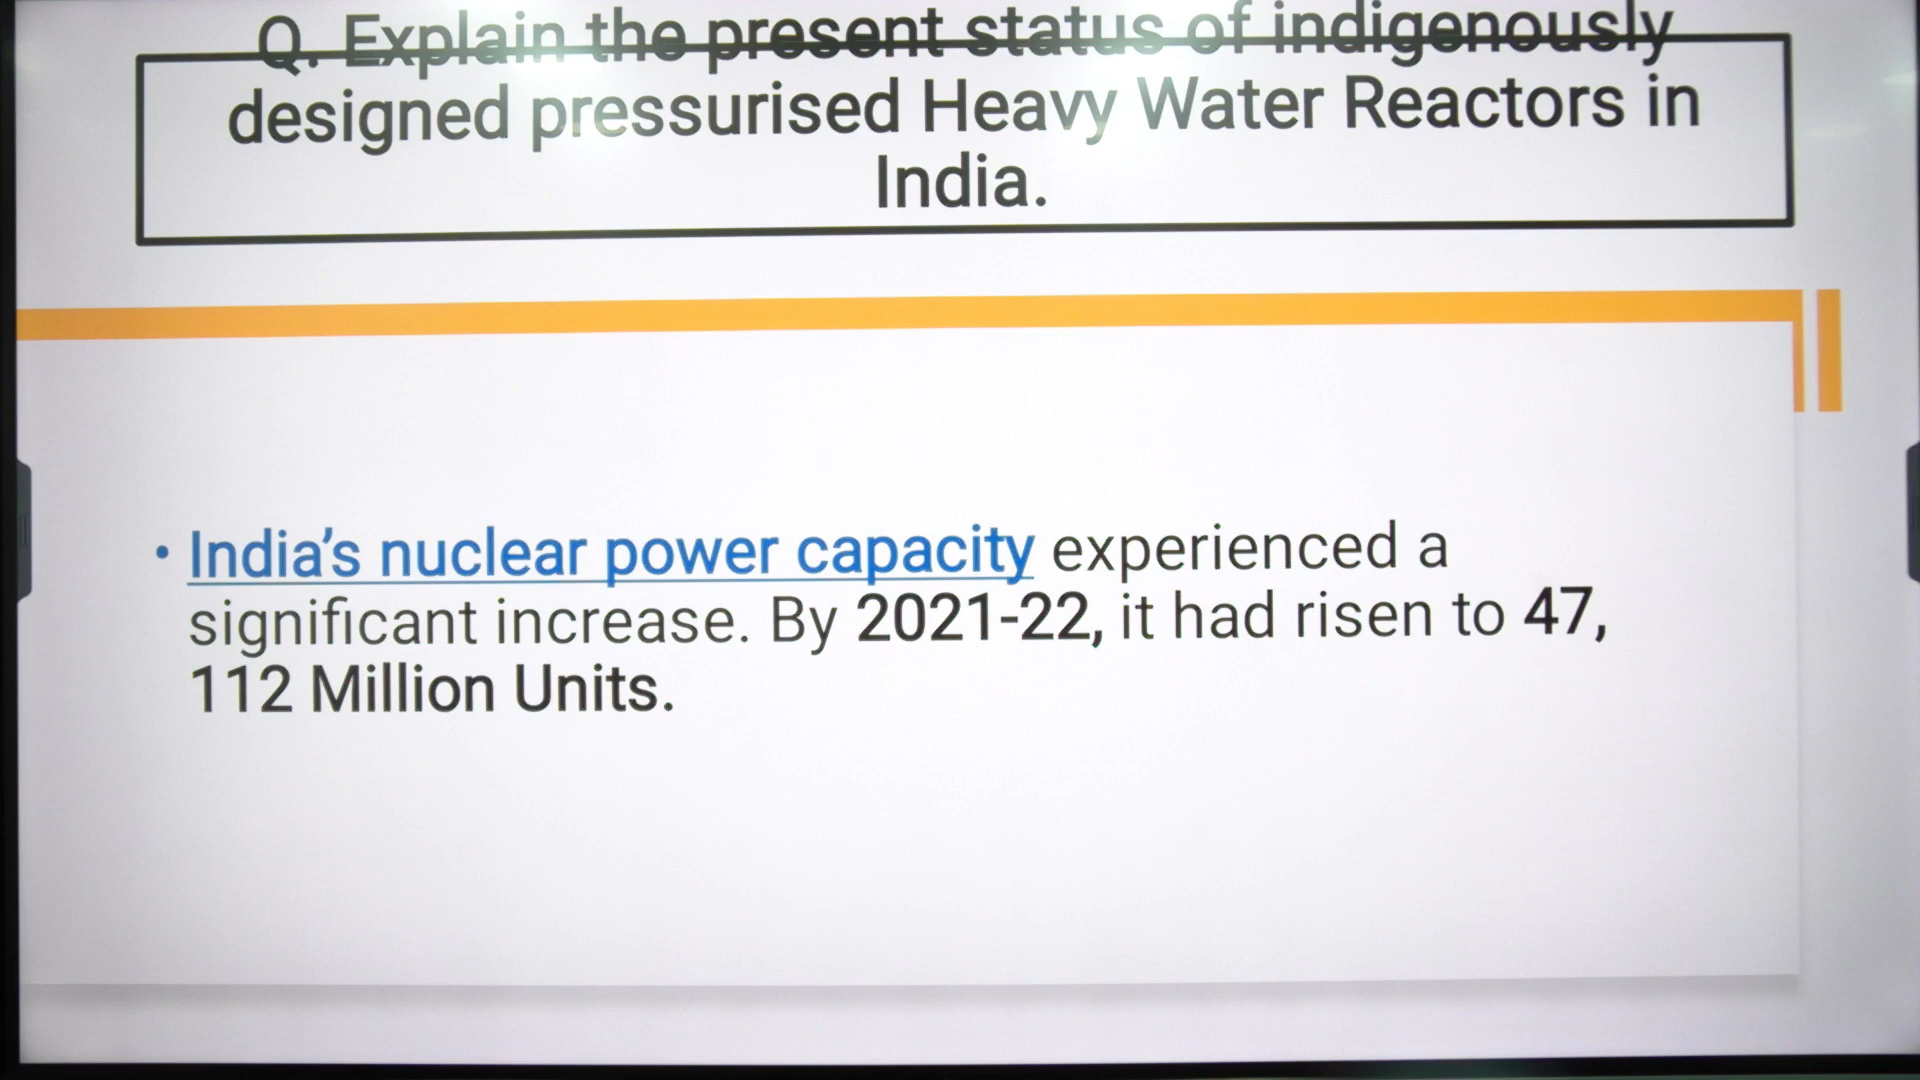 Q. Explain the present status of indigenously
designed pressurised Heavy Water Reactors in
India.
• India’s nuclear power capacity experienced a
significant increase. By 2021-22, it had risen to 47,
112 Million Units.